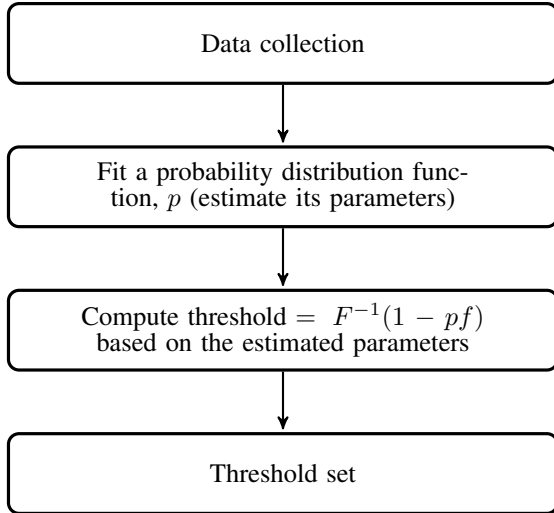 Data collection
Fit a probability distribution func-
tion, p (estimate its parameters)
Compute threshold = F⁻¹(1 − pf)
based on the estimated parameters
Threshold set